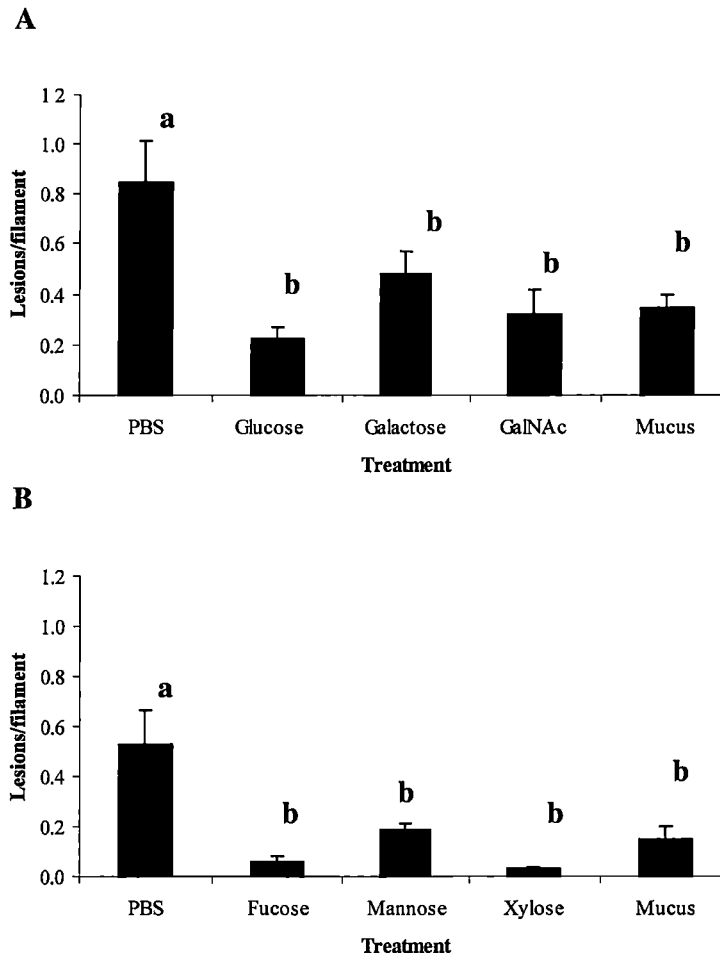 A
1.2
a
1.0
0.8
b
b
0.6
b
b
0.4
0.2
0.0
Lesions/filament
PBS Glucose Galactose GalNAc Mucus
Treatment
B
1.2
1.0
0.8
a
0.6
b
b
b
b
0.4
0.2
0.0
Lesions/filament
PBS Fucose Mannose Xylose Mucus
Treatment